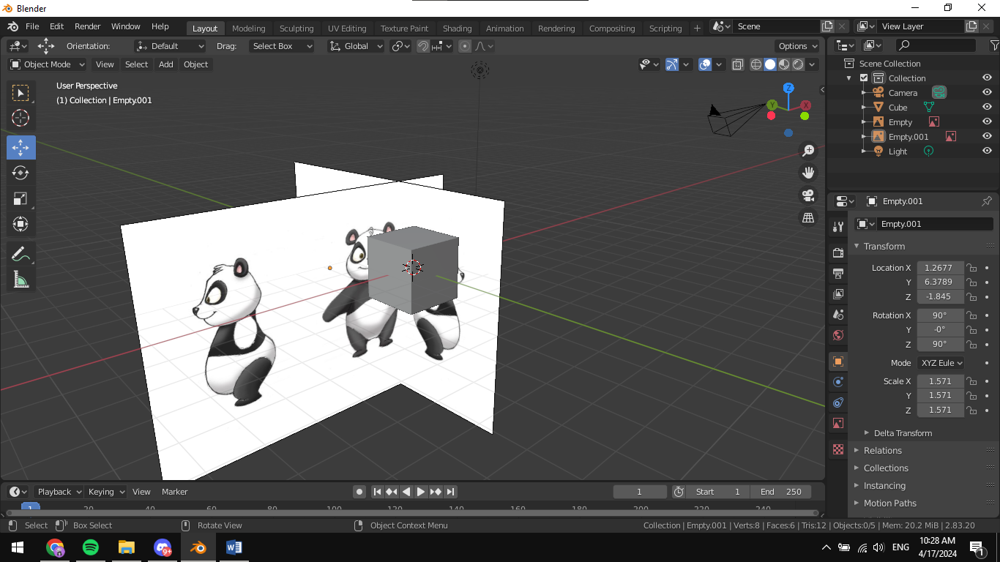 Blender
File Edit Render Window Help Layout Modeling Sculpting UV Editing Texture Paint Shading Animation Rendering Compositing Scripting + Scene View Layer
Orientation: Default Drag: Select Box Global Options
Object Mode View Select Add Object
User Perspective
(1) Collection | Empty.001
Z
Y
X
Scene Collection
Collection
Camera
Cube
Empty
Empty.001
Light
Empty.001
Empty.001
Transform
Location X 1.2677
Y 6.3789
Z -1.845
Rotation X 90°
Y -0°
Z 90°
Mode XYZ Eule
Scale X 1.571
Y 1.571
Z 1.571
Delta Transform
Relations
Collections
Instancing
Motion Paths
Playback Keying View Marker 1 Start 1 End 250
1 20 40 60 80 100 120 140 160 180 200 220 240
Select Box Select Rotate View Object Context Menu Collection | Empty.001 | Verts:8 | Faces:6 | Tris:12 | Objects:0/5 | Mem: 20.2 MiB | 2.83.20
9+
ENG
10:28 AM
4/17/2024
1